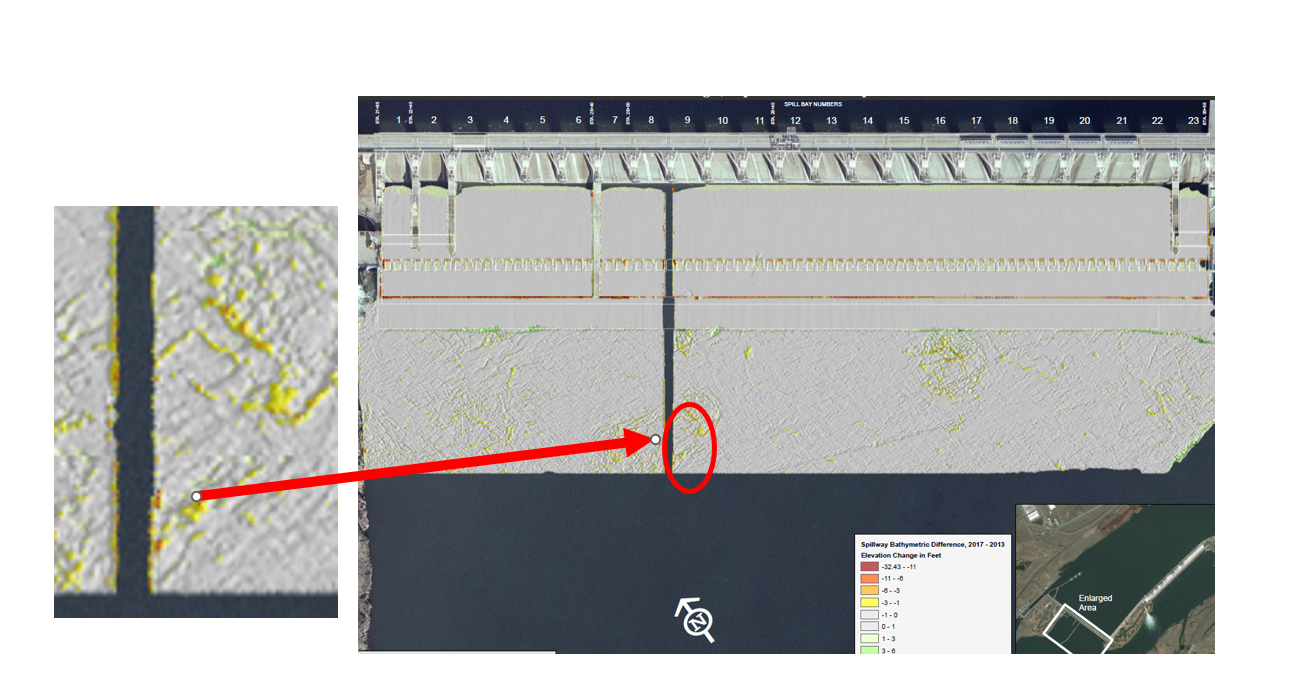 SPILL BAY NUMBERS
1 2 3 4 5 6 7 8 9 10 11 12 13 14 15 16 17 18 19 20 21 22 23
Spillway Bathymetric Difference, 2017 - 2013
Elevation Change in Feet
-32.43 - -11
-11 - -6
-6 - -3
-3 - -1
-1 - 0
0 - 1
1 - 3
3 - 6
N
Enlarged
Area